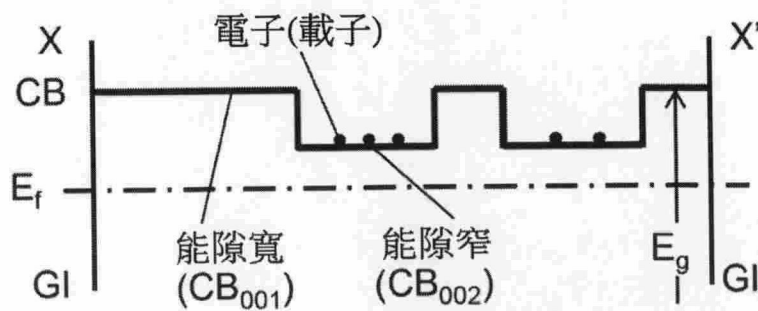 電子(載子)
X
X'
CB
E_f
能隙寬
(CB_001)
能隙窄
(CB_002)
E_g
GI
GI